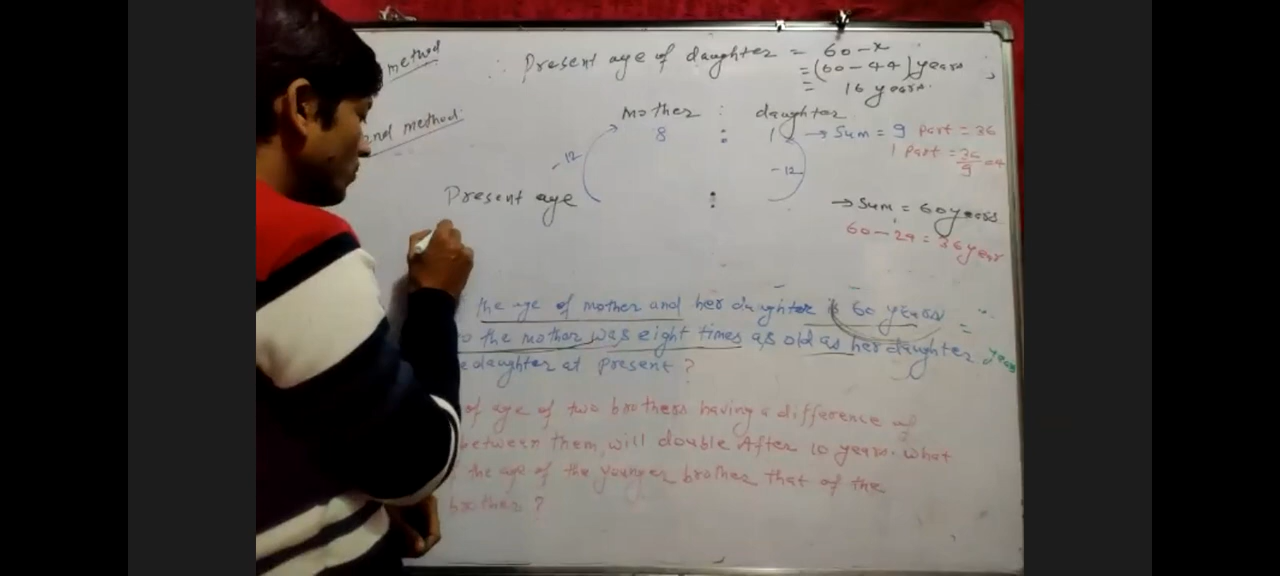 method
∴ Present age of daughter = 60-x
= (60-44) years
= 16 years.
2nd method:
mother : daughter
8 : 1 → Sum = 9 Part = 36
1 Part = 36/9 = 4
-12
-12
Present age :
→ Sum = 60 years
60 - 24 = 36 year
the age of mother and her daughter is 60 years
the mother was eight times as old as her daughter
daughter at present ?
years
of age of two brothers having a difference of
between them, will double After 10 years. What
the age of the younger brother that of the
brother ?